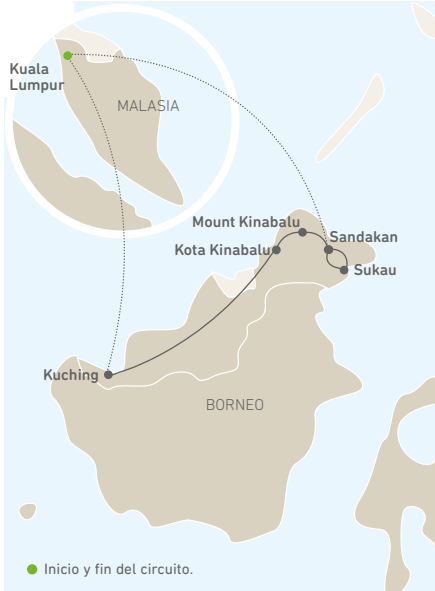 Kuala
Lumpur
MALASIA
Mount Kinabalu
Sandakan
Kota Kinabalu
Sukau
Kuching
BORNEO
Inicio y fin del circuito.